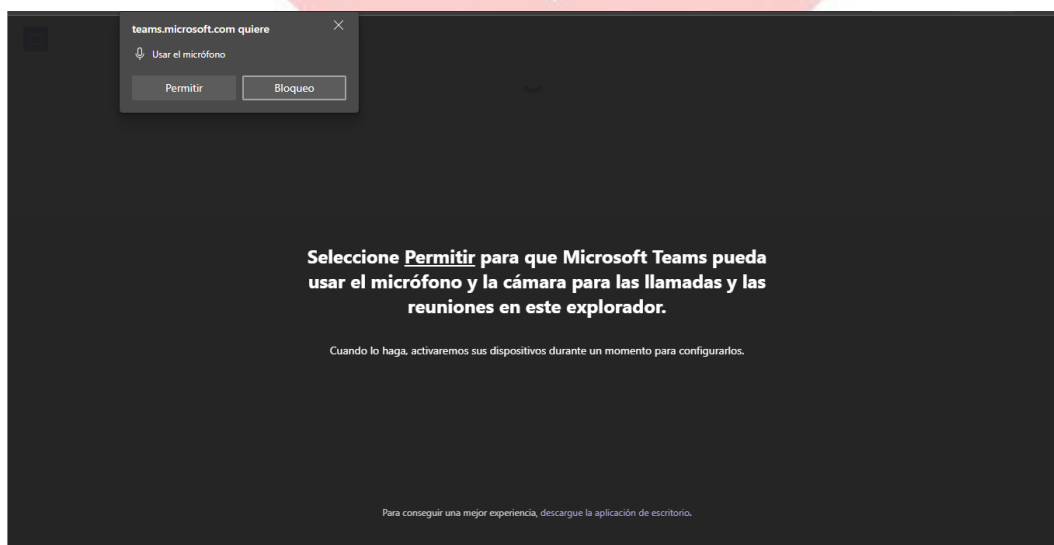 teams.microsoft.com quiere
Usar el micrófono
Permitir Bloqueo
Seleccione Permitir para que Microsoft Teams pueda
usar el micrófono y la cámara para las llamadas y las
reuniones en este explorador.
Cuando lo haga, activaremos sus dispositivos durante un momento para configurarlos.
Para conseguir una mejor experiencia, descargue la aplicación de escritorio.